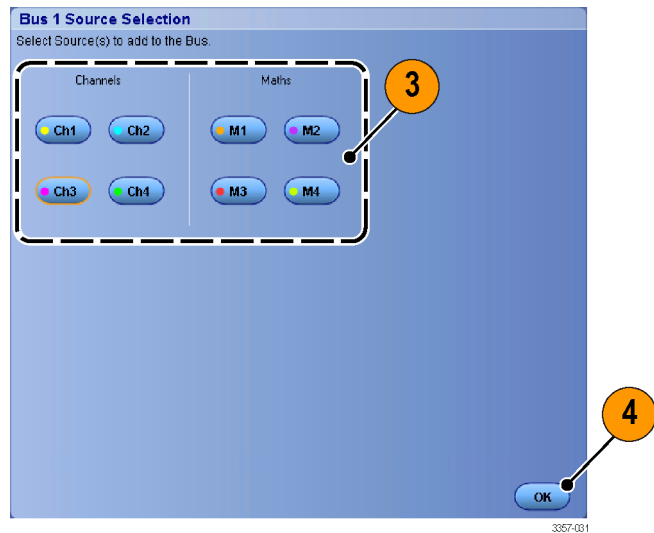 Bus 1 Source Selection
Select Source(s) to add to the Bus.
Channels Maths
3
Ch1 Ch2 M1 M2
Ch3 Ch4 M3 M4
4
OK
3357-031